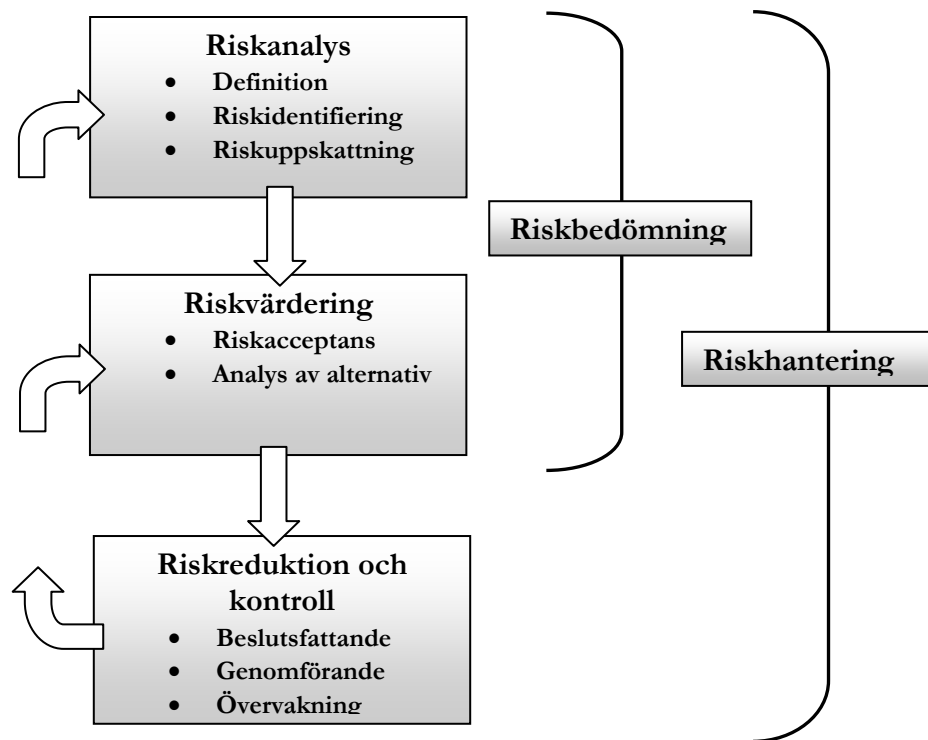 Riskanalys
• Definition
• Riskidentifiering
• Riskuppskattning
Riskbedömning
Riskvärdering
• Riskacceptans
• Analys av alternativ
Riskhantering
Riskreduktion och
kontroll
• Beslutsfattande
• Genomförande
• Övervakning